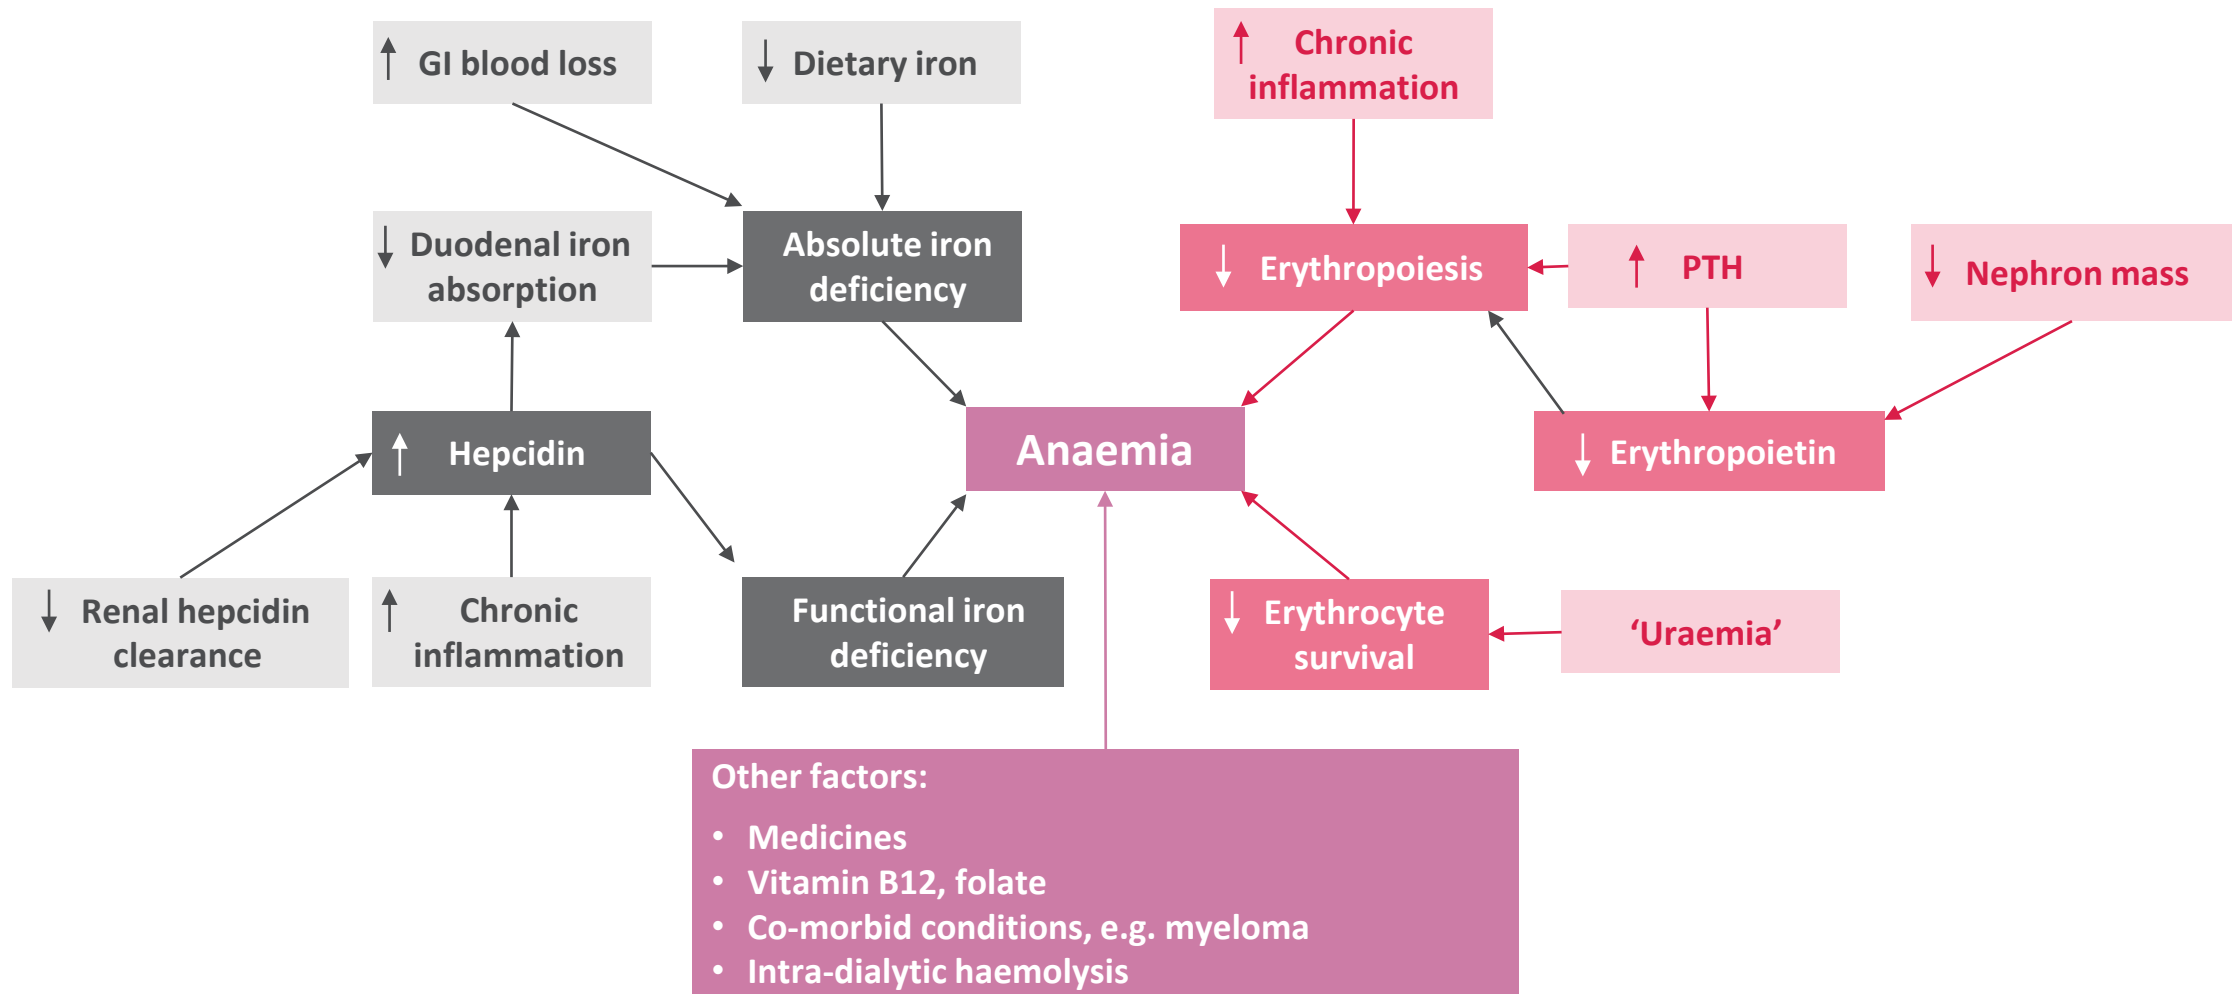 GI blood loss
Dietary iron
Chronic
inflammation
Duodenal iron
absorption
Absolute iron
deficiency
Erythropoiesis
PTH
Nephron mass
Hepcidin
Anaemia
Erythropoietin
Renal hepcidin
clearance
Chronic
inflammation
Functional iron
deficiency
Erythrocyte
survival
‘Uraemia’
Other factors:
• Medicines
• Vitamin B12, folate
• Co-morbid conditions, e.g. myeloma
• Intra-dialytic haemolysis